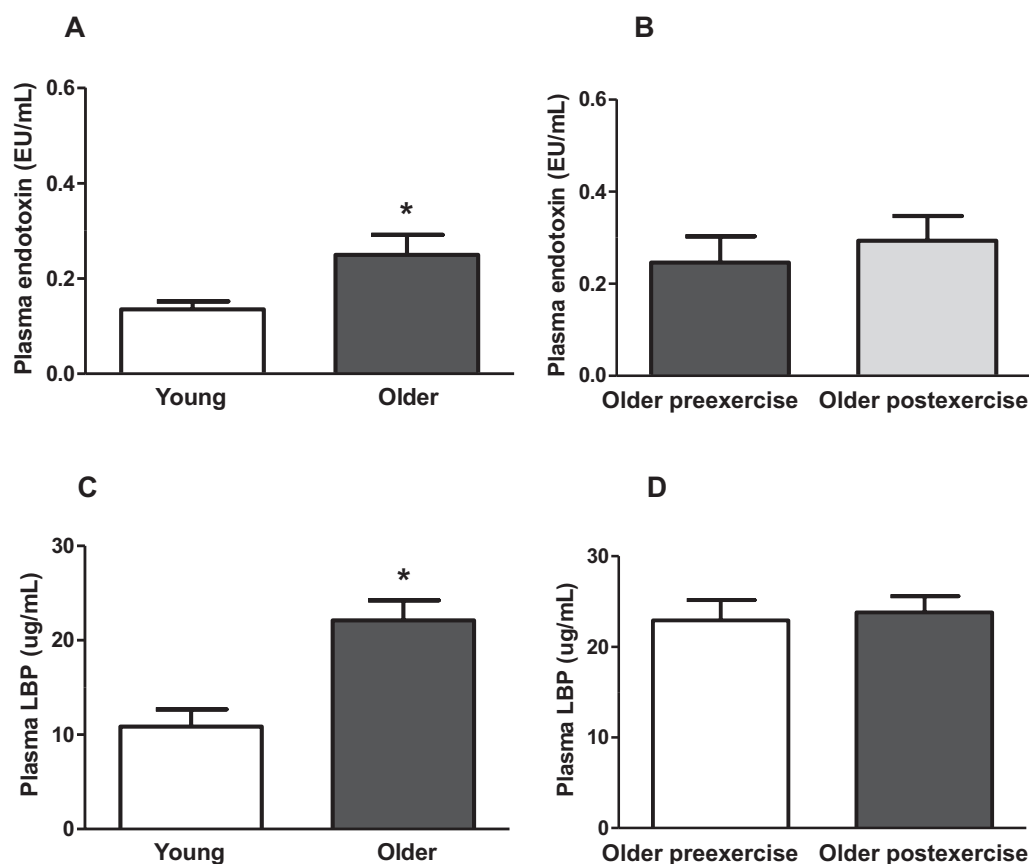 A
Plasma endotoxin (EU/mL)
0.6
0.4
0.2
0.0
*
Young Older
B
Plasma endotoxin (EU/mL)
0.6
0.4
0.2
0.0
Older preexercise Older postexercise
C
Plasma LBP (ug/mL)
30
20
10
0
*
Young Older
D
Plasma LBP (ug/mL)
30
20
10
0
Older preexercise Older postexercise